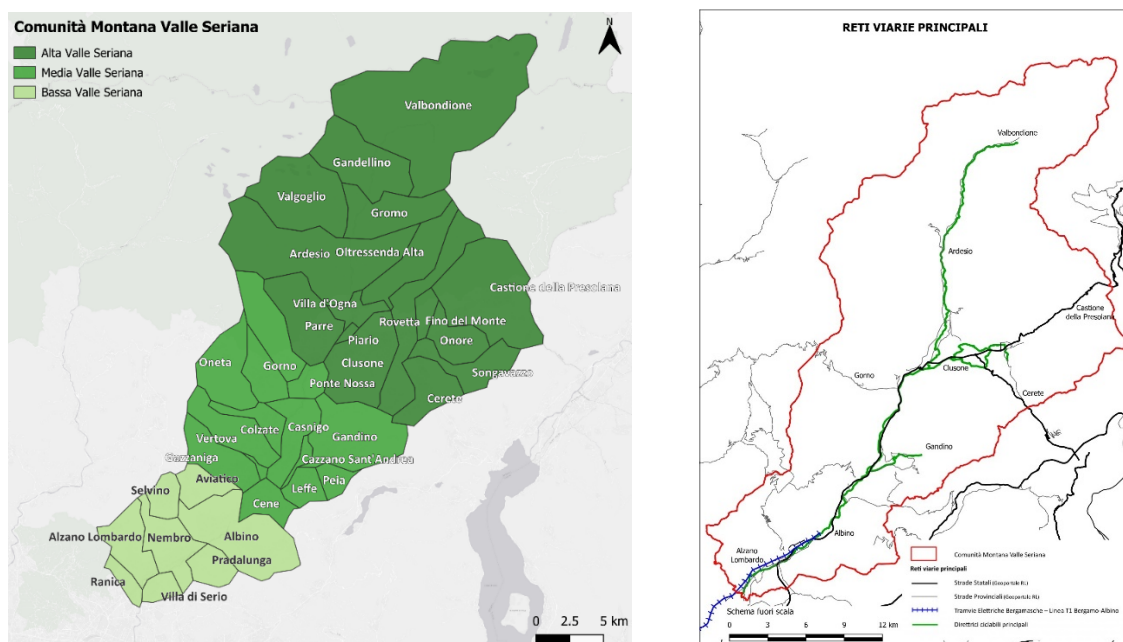 Comunità Montana Valle Seriana
Alta Valle Seriana
Media Valle Seriana
Bassa Valle Seriana
N
Valbondione
Gandellino
Valgoglio
Gromo
Ardesio
Oltressenda Alta
Castione della Presolana
Villa d'Ogna
Rovetta
Fino del Monte
Parre
Piario
Onore
Oneta
Gorno
Clusone
Songavazzo
Ponte Nossa
Cerete
Casnigo
Colzate
Gandino
Vertova
Gazzaniga
Cazzano Sant'Andrea
Aviatico
Leffe
Peia
Selvino
Cene
Alzano Lombardo
Nembro
Albino
Pradalunga
Ranica
Villa di Serio
0 2.5 5 km
RETI VIARIE PRINCIPALI
N
Valbondione
Ardesio
Castione
della Presolana
Gorno
Clusone
Cerete
Gandino
Albino
Alzano
Lombardo
Comunità Montana Valle Seriana
Reti viarie principali
Strade Statali (Geoportale RL)
Strade Provinciali (Geoportale RL)
Tramvie Elettriche Bergamasche – Linea T1 Bergamo-Albino
Direttrici ciclabili principali
Schema fuori scala
0 3 6 9 12 km